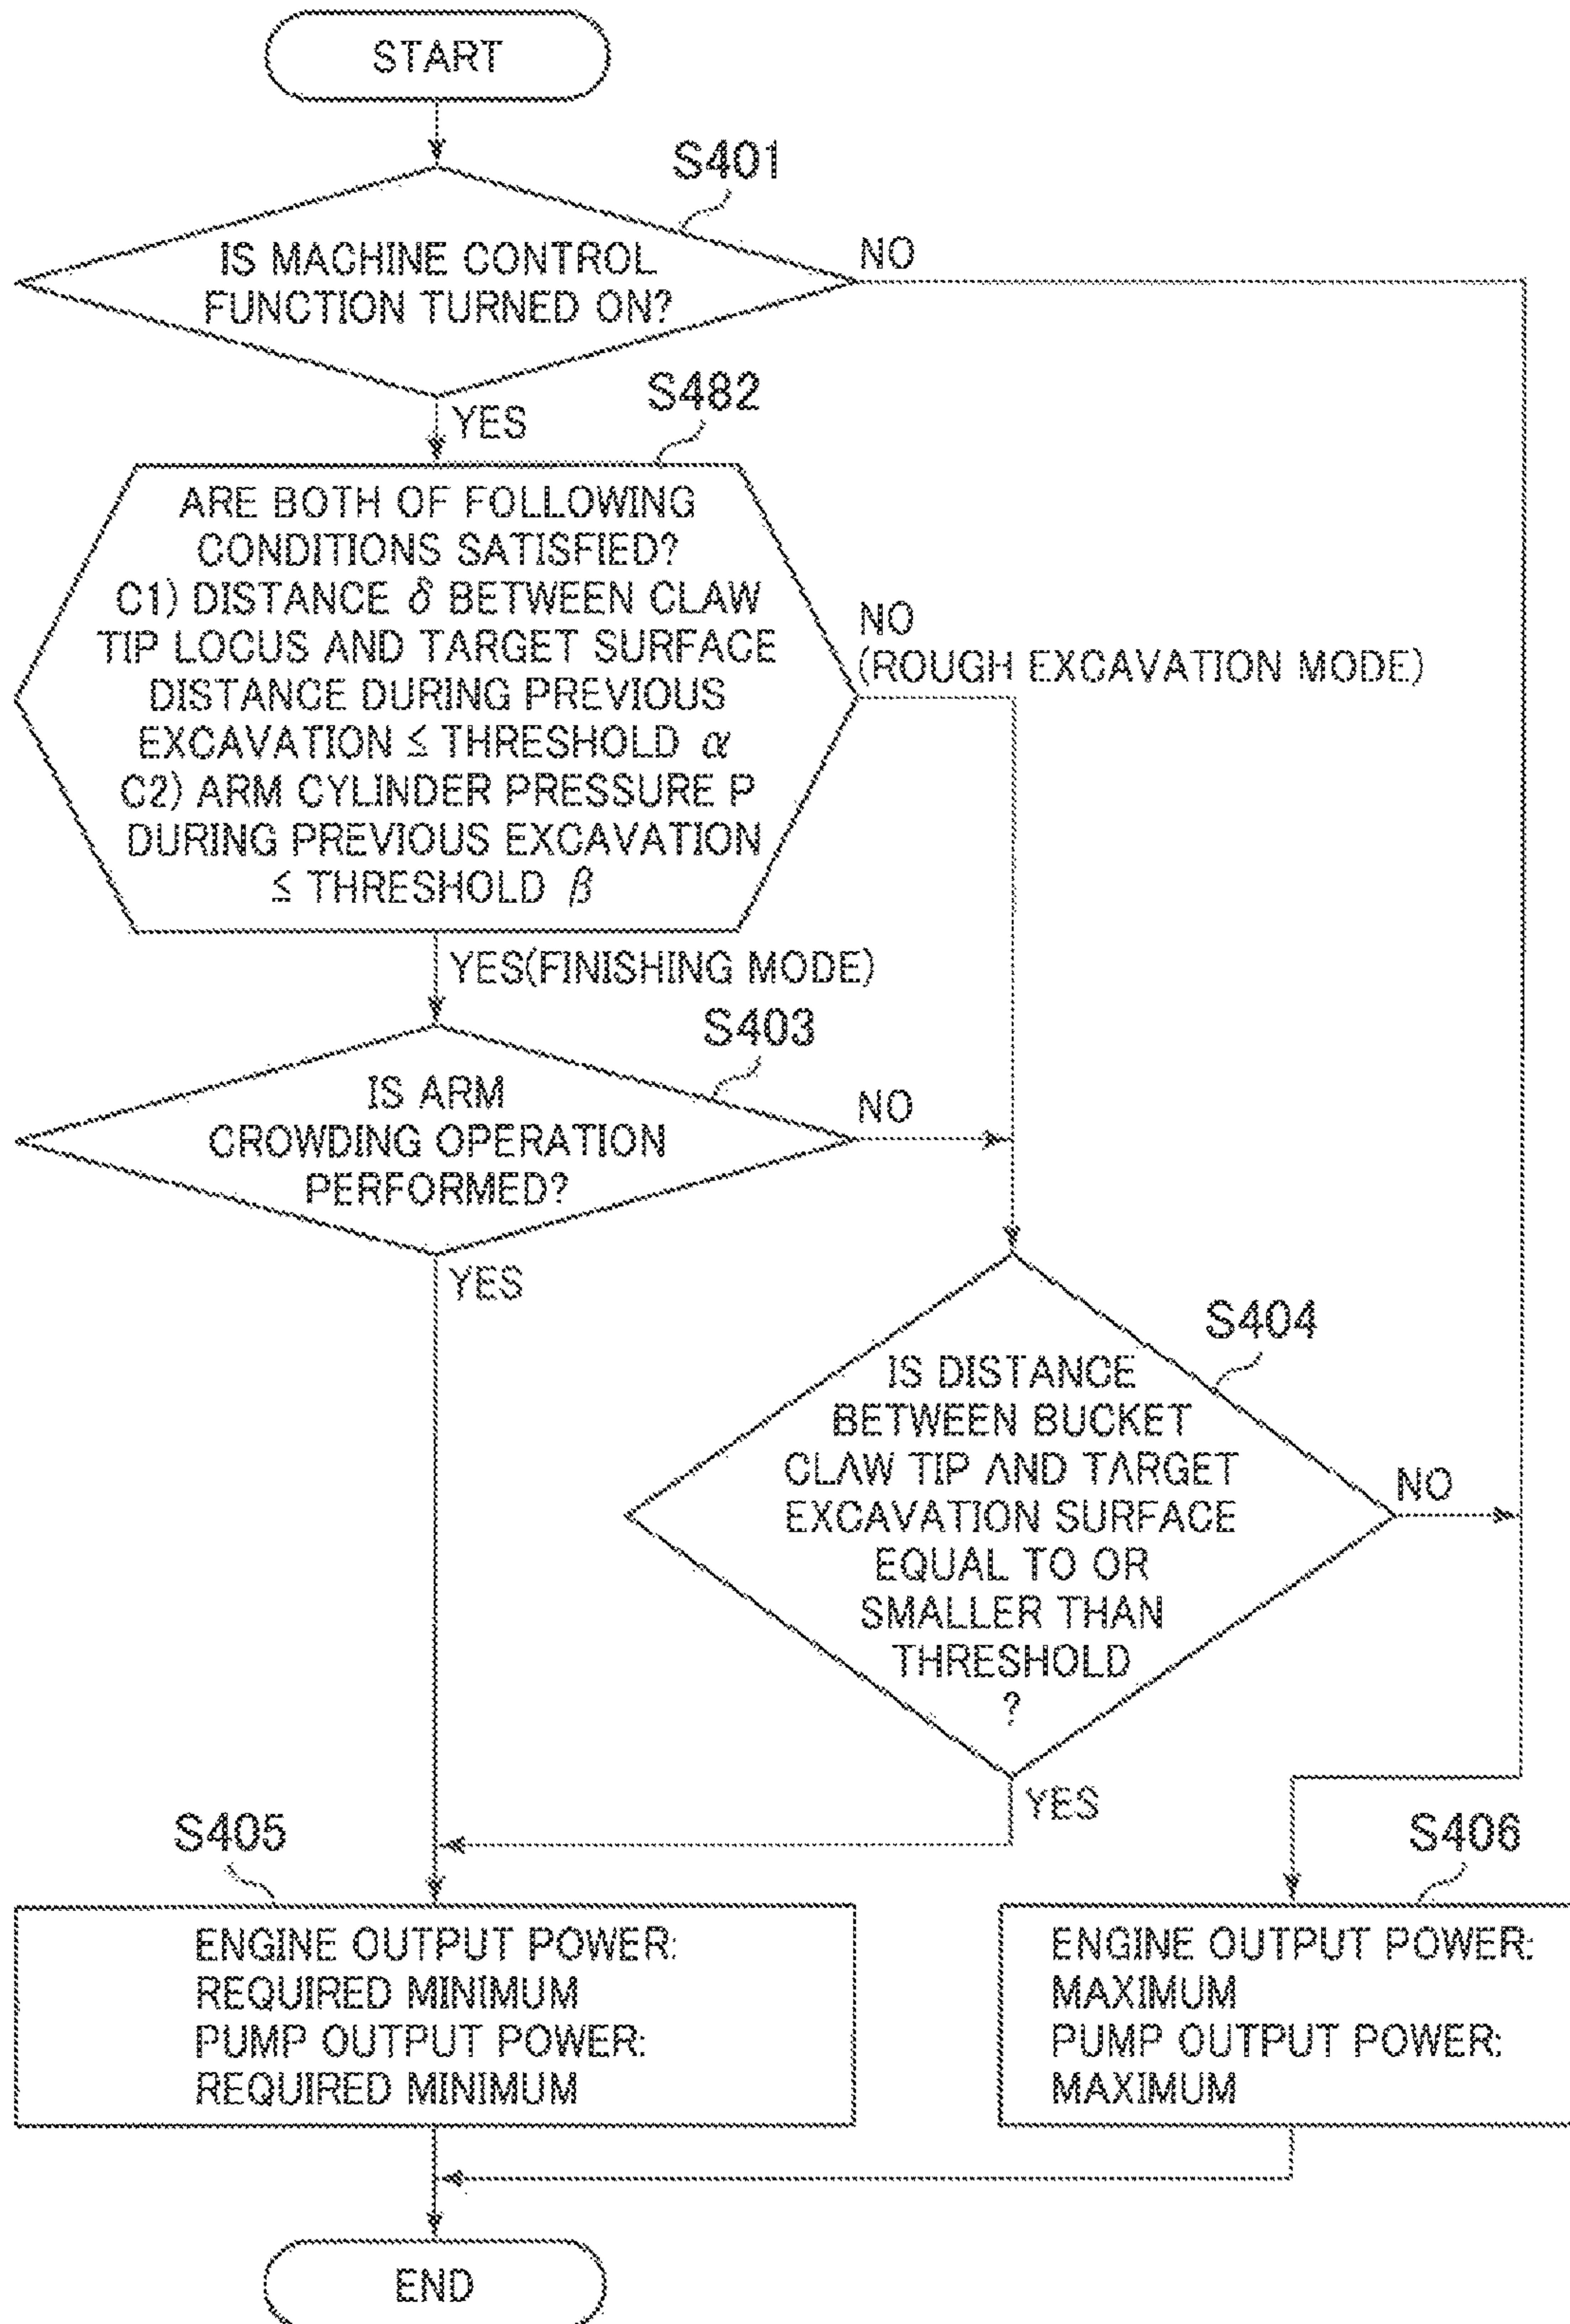 START
S401
IS MACHINE CONTROL
FUNCTION TURNED ON?
NO
YES
S482
ARE BOTH OF FOLLOWING
CONDITIONS SATISFIED?
C1) DISTANCE δ BETWEEN CLAW
TIP LOCUS AND TARGET SURFACE
DISTANCE DURING PREVIOUS
EXCAVATION ≦ THRESHOLD α
C2) ARM CYLINDER PRESSURE P
DURING PREVIOUS EXCAVATION
≦ THRESHOLD β
NO
(ROUGH EXCAVATION MODE)
YES(FINISHING MODE)
S403
IS ARM
CROWDING OPERATION
PERFORMED?
NO
YES
S404
IS DISTANCE
BETWEEN BUCKET
CLAW TIP AND TARGET
EXCAVATION SURFACE
EQUAL TO OR
SMALLER THAN
THRESHOLD
?
NO
YES
S405
ENGINE OUTPUT POWER:
REQUIRED MINIMUM
PUMP OUTPUT POWER:
REQUIRED MINIMUM
S406
ENGINE OUTPUT POWER:
MAXIMUM
PUMP OUTPUT POWER:
MAXIMUM
END